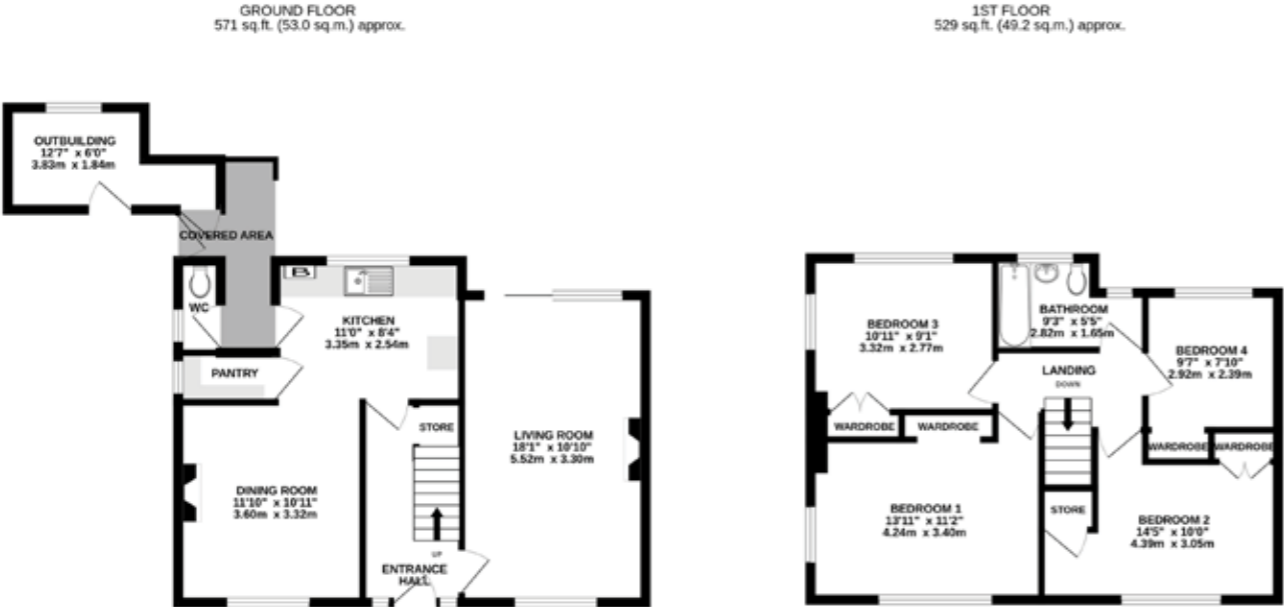 GROUND FLOOR
571 sq.ft. (53.0 sq.m.) approx.
1ST FLOOR
529 sq.ft. (49.2 sq.m.) approx.
OUTBUILDING
12'7" x 6'0"
3.83m x 1.84m
COVERED AREA
WC
B
KITCHEN
11'0" x 8'4"
3.35m x 2.54m
PANTRY
STORE
LIVING ROOM
18'1" x 10'10"
5.52m x 3.30m
DINING ROOM
11'10" x 10'11"
3.60m x 3.32m
UP
ENTRANCE
HALL
BEDROOM 3
10'11" x 9'1"
3.32m x 2.77m
BATHROOM
9'3" x 5'5"
2.82m x 1.65m
BEDROOM 4
9'7" x 7'10"
2.92m x 2.39m
LANDING
DOWN
WARDROBE
WARDROBE
WARDROBE
WARDROBE
BEDROOM 1
13'11" x 11'2"
4.24m x 3.40m
STORE
BEDROOM 2
14'5" x 10'0"
4.39m x 3.05m